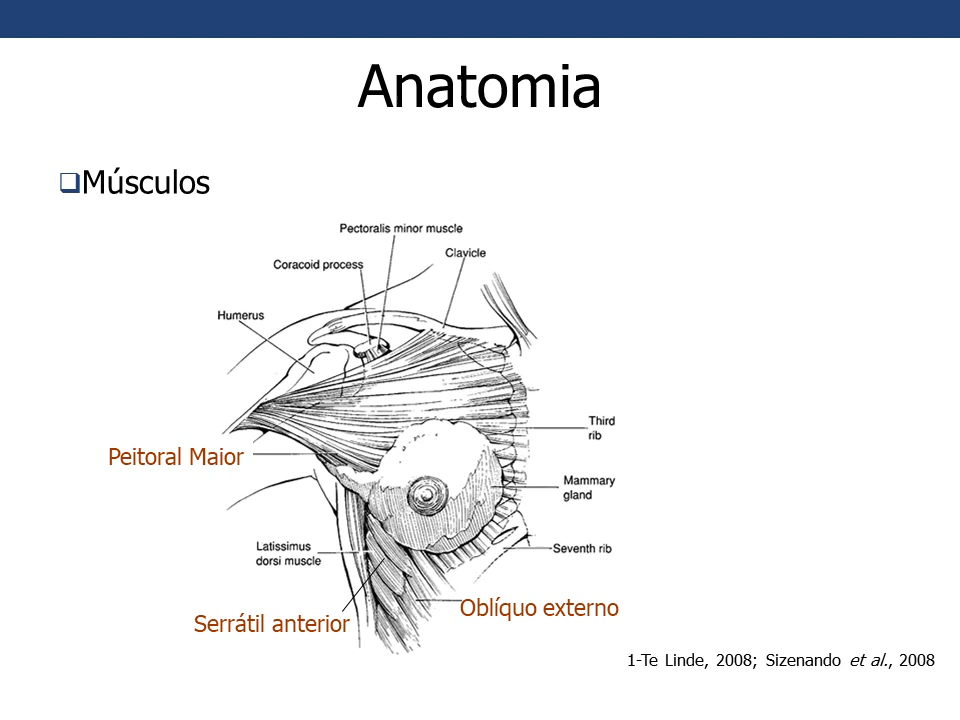 Anatomia
Músculos
Pectoralis minor muscle
Clavicle
Coracoid process
Humerus
Third
rib
Peitoral Maior
Mammary
gland
Latissimus
dorsi muscle
Seventh rib
Oblíquo externo
Serrátil anterior
1-Te Linde, 2008; Sizenando et al., 2008